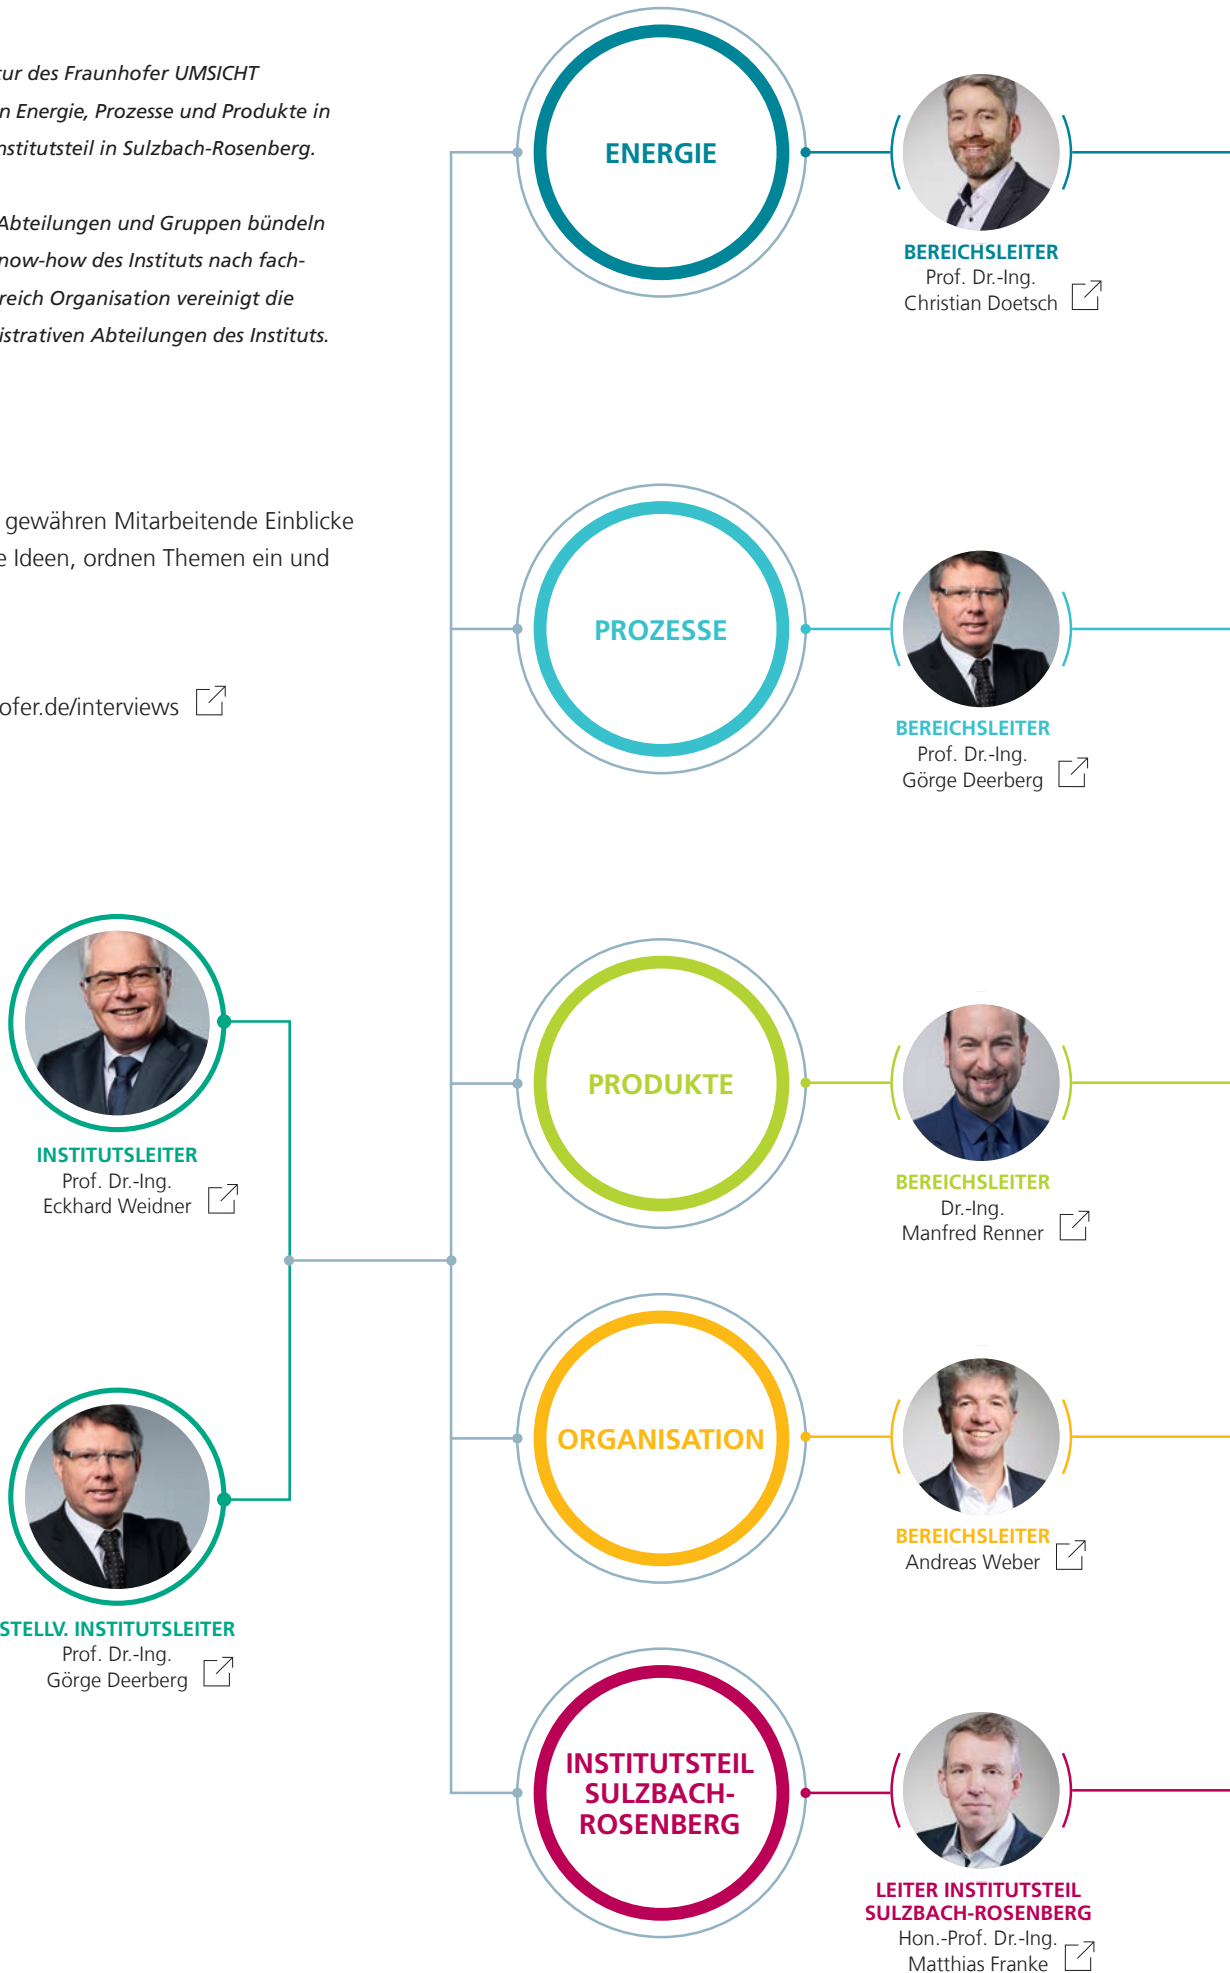 tur des Fraunhofer UMSICHT
n Energie, Prozesse und Produkte in
nstitutsteil in Sulzbach-Rosenberg.
Abteilungen und Gruppen bündeln
now-how des Instituts nach fach-
reich Organisation vereinigt die
istrativen Abteilungen des Instituts.
gewähren Mitarbeitende Einblicke
e Ideen, ordnen Themen ein und
ofer.de/interviews
INSTITUTSLEITER
Prof. Dr.-Ing.
Eckhard Weidner
STELLV. INSTITUTSLEITER
Prof. Dr.-Ing.
Görge Deerberg
ENERGIE
BEREICHSLEITER
Prof. Dr.-Ing.
Christian Doetsch
PROZESSE
BEREICHSLEITER
Prof. Dr.-Ing.
Görge Deerberg
PRODUKTE
BEREICHSLEITER
Dr.-Ing.
Manfred Renner
ORGANISATION
BEREICHSLEITER
Andreas Weber
INSTITUTSTEIL
SULZBACH-
ROSENBERG
LEITER INSTITUTSTEIL
SULZBACH-ROSENBERG
Hon.-Prof. Dr.-Ing.
Matthias Franke